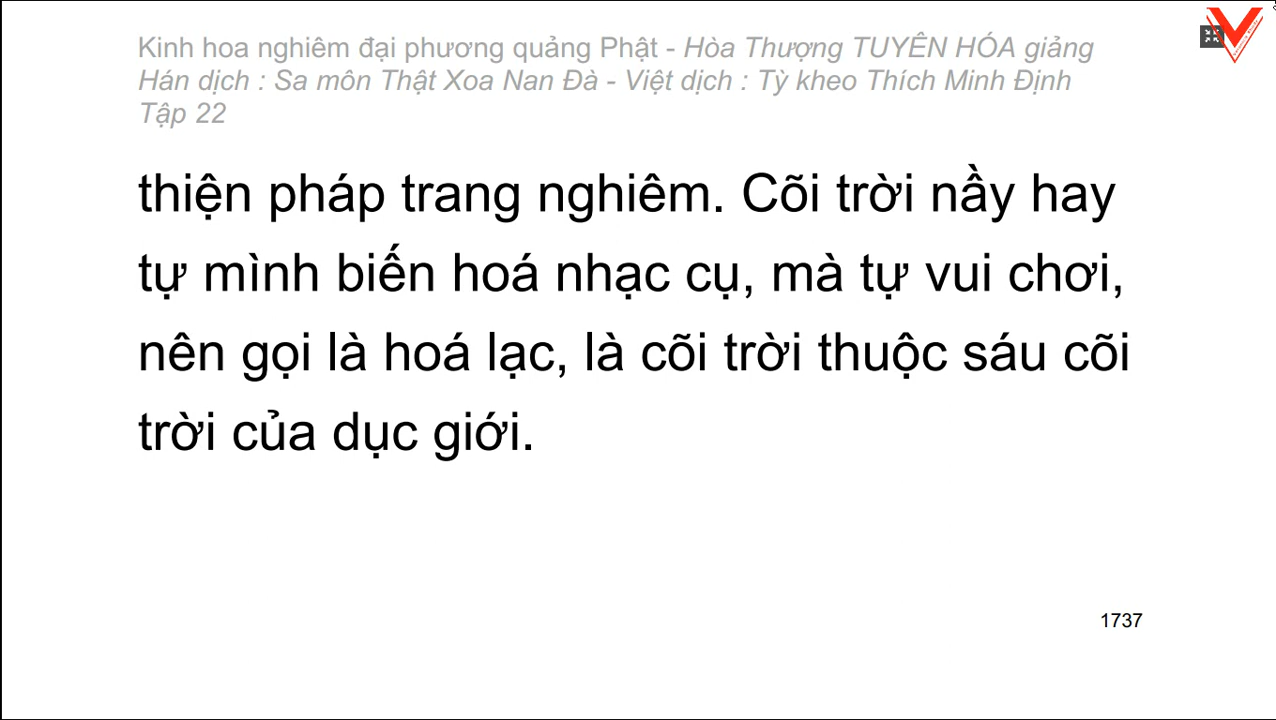 Kinh hoa nghiêm đại phương quảng Phật - Hòa Thượng TUYÊN HÓA giảng
Hán dịch : Sa môn Thật Xoa Nan Đà - Việt dịch : Tỳ kheo Thích Minh Định
Tập 22
thiện pháp trang nghiêm. Cõi trời nầy hay
tự mình biến hoá nhạc cụ, mà tự vui chơi,
nên gọi là hoá lạc, là cõi trời thuộc sáu cõi
trời của dục giới.
1737